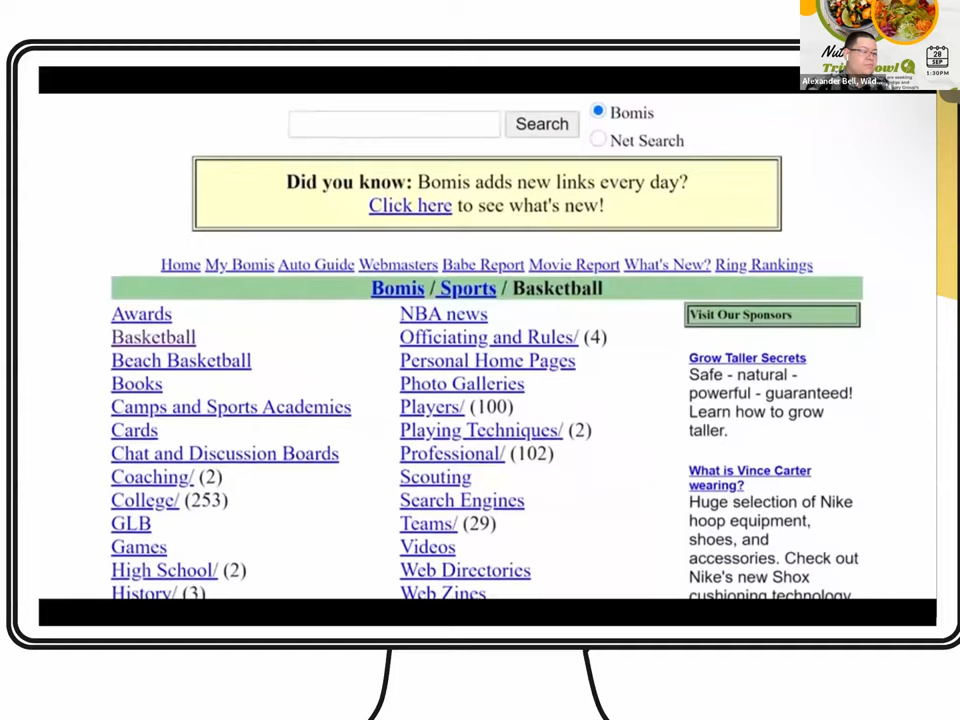 Search
Bomis
Net Search
Did you know: Bomis adds new links every day?
Click here to see what's new!
Home My Bomis Auto Guide Webmasters Babe Report Movie Report What's New? Ring Rankings
Bomis / Sports / Basketball
Awards
Basketball
Beach Basketball
Books
Camps and Sports Academies
Cards
Chat and Discussion Boards
Coaching/ (2)
College/ (253)
GLB
Games
High School/ (2)
History/ (3)
NBA news
Officiating and Rules/ (4)
Personal Home Pages
Photo Galleries
Players/ (100)
Playing Techniques/ (2)
Professional/ (102)
Scouting
Search Engines
Teams/ (29)
Videos
Web Directories
Web Zines
Visit Our Sponsors
Grow Taller Secrets
Safe - natural -
powerful - guaranteed!
Learn how to grow
taller.
What is Vince Carter
wearing?
Huge selection of Nike
hoop equipment,
shoes, and
accessories. Check out
Nike's new Shox
cushioning technology
28
SEP
1:30PM
Alexander Bell, Wild...